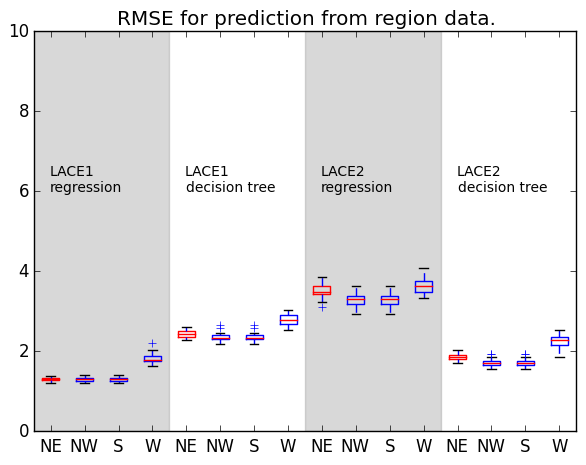 RMSE for prediction from region data.
10
8
6
4
2
0
LACE1
regression
LACE1
decision tree
LACE2
regression
LACE2
decision tree
NE NW S W NE NW S W NE NW S W NE NW S W